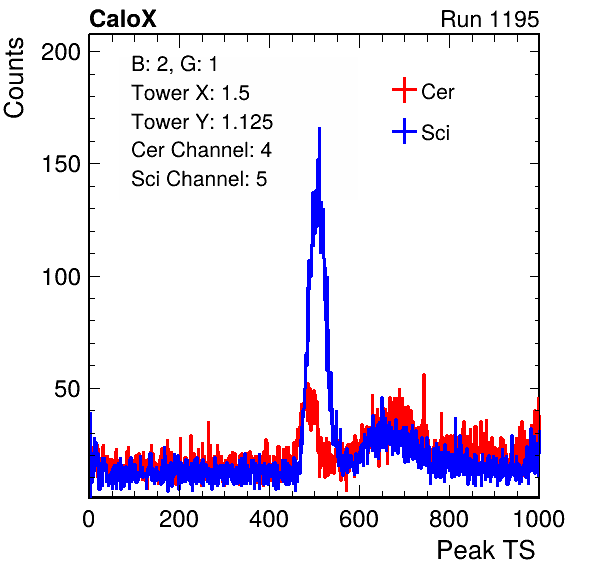 CaloX Run 1195
B: 2, G: 1
Tower X: 1.5
Tower Y: 1.125
Cer Channel: 4
Sci Channel: 5
Cer
Sci
Counts
200
150
100
50
0 200 400 600 800 1000
Peak TS